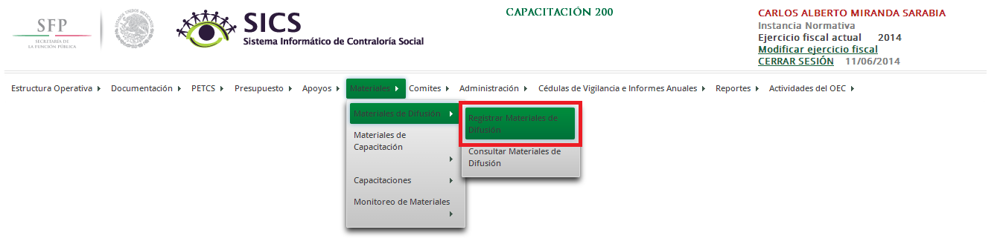 SFP
SECRETARÍA DE
LA FUNCIÓN PÚBLICA
ESTADOS UNIDOS MEXICANOS
SICS
Sistema Informático de Contraloría Social
CAPACITACIÓN 200
CARLOS ALBERTO MIRANDA SARABIA
Instancia Normativa
Ejercicio fiscal actual 2014
Modificar ejercicio fiscal
CERRAR SESIÓN 11/06/2014
Estructura Operativa Documentación PETCS Presupuesto Apoyos Materiales Comites Administración Cédulas de Vigilancia e Informes Anuales Reportes Actividades del OEC
Materiales de Difusión
Materiales de
Capacitación
Capacitaciones
Monitoreo de Materiales
Registrar Materiales de
Difusión
Consultar Materiales de
Difusión